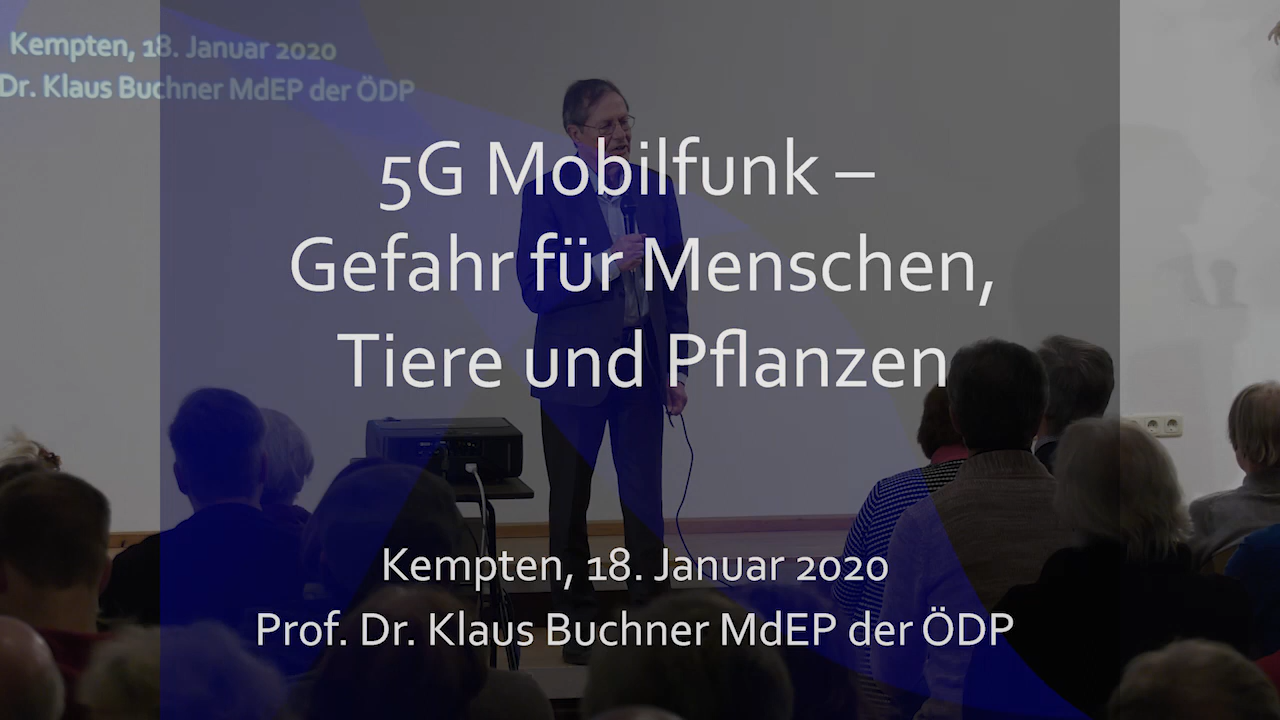 Kempten, 18. Januar 2020
Dr. Klaus Buchner MdEP der ÖDP
5G Mobilfunk –
Gefahr für Menschen,
Tiere und Pflanzen
Kempten, 18. Januar 2020
Prof. Dr. Klaus Buchner MdEP der ÖDP